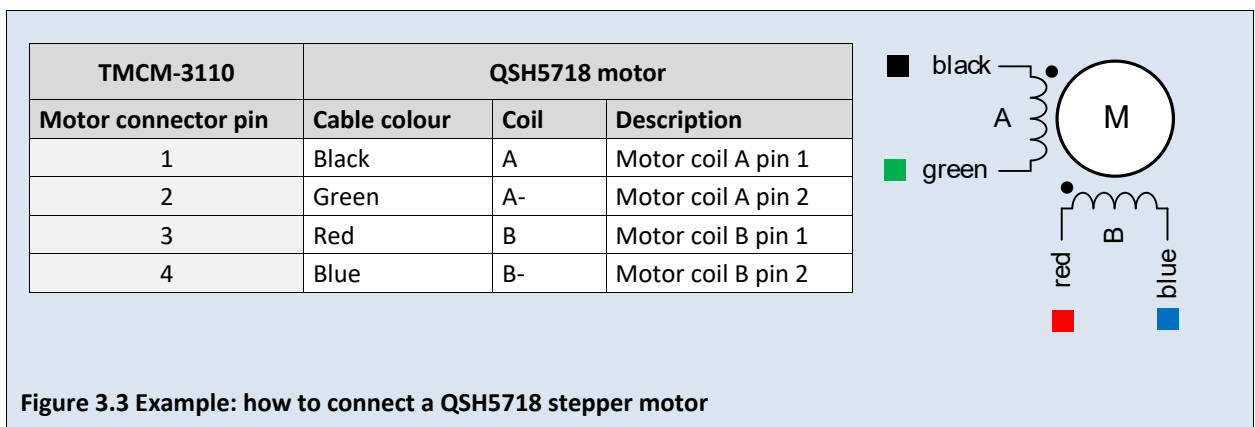 TMCM-3110 QSH5718 motor
Motor connector pin Cable colour Coil Description
1 Black A Motor coil A pin 1
2 Green A- Motor coil A pin 2
3 Red B Motor coil B pin 1
4 Blue B- Motor coil B pin 2
black
A
M
green
B
red
blue
Figure 3.3 Example: how to connect a QSH5718 stepper motor